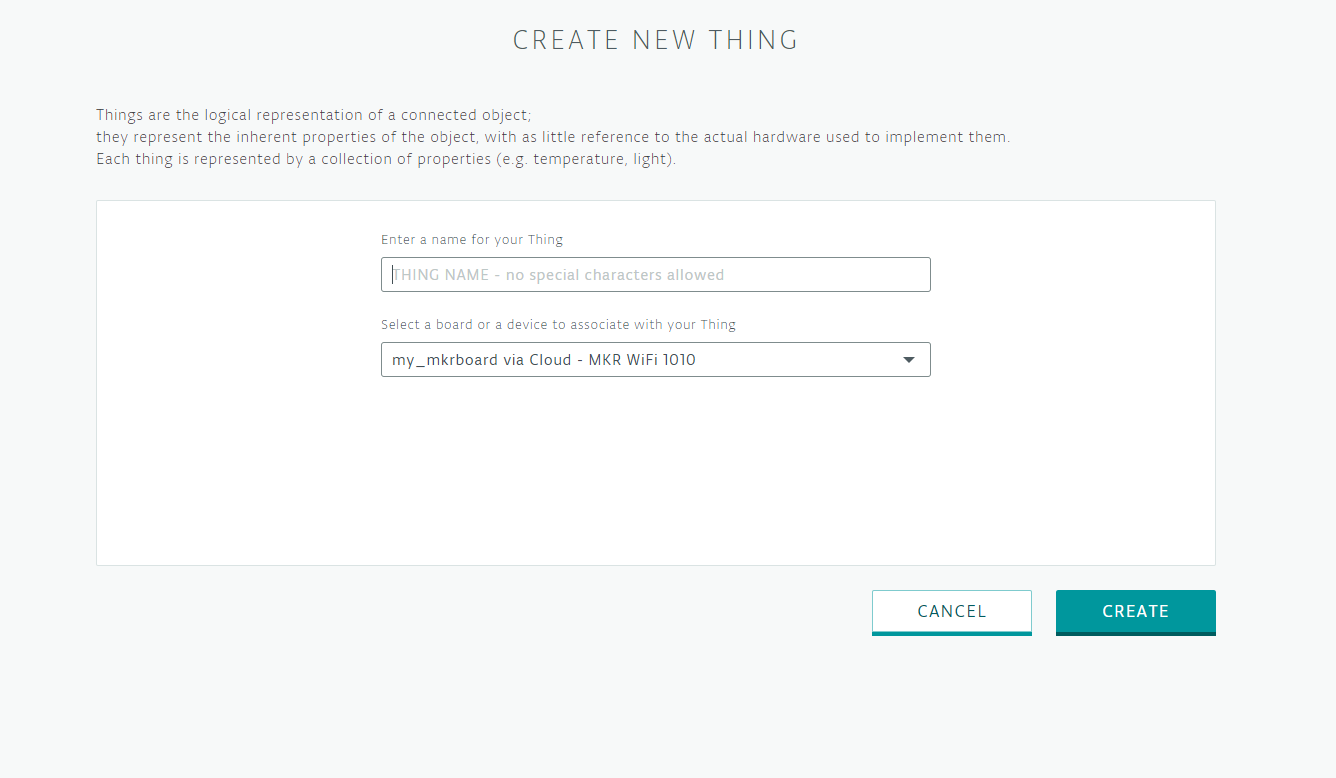 CREATE NEW THING
Things are the logical representation of a connected object;
they represent the inherent properties of the object, with as little reference to the actual hardware used to implement them.
Each thing is represented by a collection of properties (e.g. temperature, light).
Enter a name for your Thing
THING NAME - no special characters allowed
Select a board or a device to associate with your Thing
my_mkrboard via Cloud - MKR WiFi 1010
CANCEL
CREATE